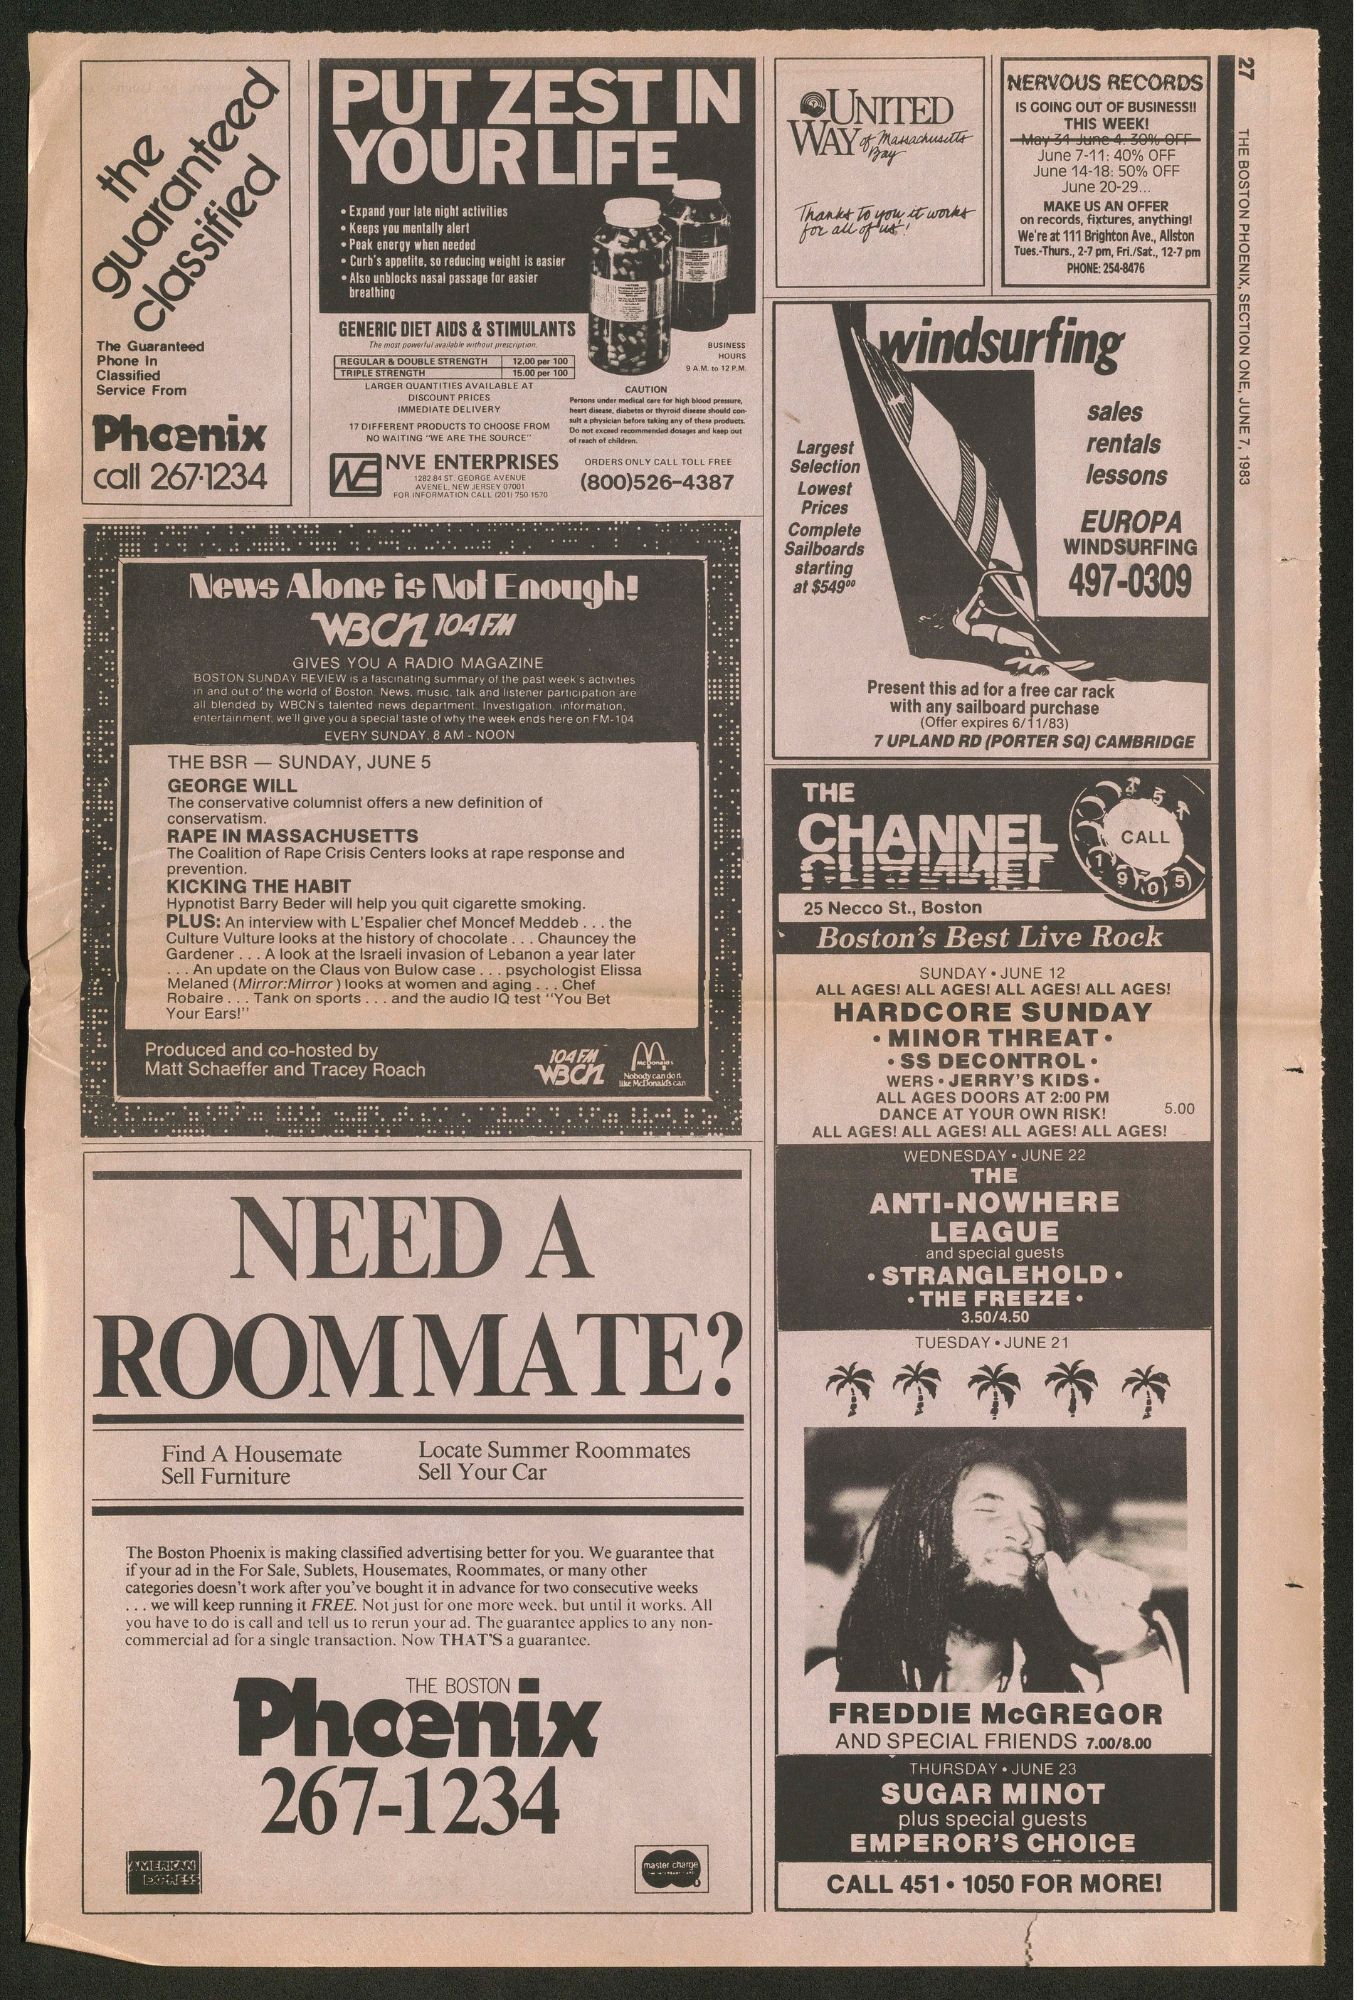 27 THE BOSTON PHOENIX, SECTION ONE, JUNE 7, 1983
the
guaranteed
classified
The Guaranteed
Phone In
Classified
Service From
Phoenix
call 267-1234
PUT ZEST IN
YOUR LIFE
• Expand your late night activities
• Keeps you mentally alert
• Peak energy when needed
• Curb's appetite, so reducing weight is easier
• Also unblocks nasal passage for easier
breathing
GENERIC DIET AIDS & STIMULANTS
The most powerful available without prescription.
REGULAR & DOUBLE STRENGTH 12.00 per 100
TRIPLE STRENGTH 15.00 per 100
LARGER QUANTITIES AVAILABLE AT
DISCOUNT PRICES
IMMEDIATE DELIVERY
17 DIFFERENT PRODUCTS TO CHOOSE FROM
NO WAITING "WE ARE THE SOURCE"
NVE ENTERPRISES
1282 84 ST. GEORGE AVENUE
AVENEL, NEW JERSEY 07001
FOR INFORMATION CALL (201) 750 1570
BUSINESS
HOURS
9 A.M. to 12 P.M.
CAUTION
Persons under medical care for high blood pressure,
heart disease, diabetes or thyroid disease should con-
sult a physician before taking any of these products.
Do not exceed recommended dosages and keep out
of reach of children.
ORDERS ONLY CALL TOLL FREE
(800)526-4387
UNITED
WAY of Massachusetts
Bay
Thanks to you it works
for all of us!
NERVOUS RECORDS
IS GOING OUT OF BUSINESS!!
THIS WEEK!
May 31-June 4: 30% OFF
June 7-11: 40% OFF
June 14-18: 50% OFF
June 20-29...
MAKE US AN OFFER
on records, fixtures, anything!
We're at 111 Brighton Ave., Allston
Tues.-Thurs., 2-7 pm, Fri./Sat., 12-7 pm
PHONE: 254-8476
windsurfing
sales
rentals
lessons
Largest
Selection
Lowest
Prices
Complete
Sailboards
starting
at $549⁰⁰
EUROPA
WINDSURFING
497-0309
Present this ad for a free car rack
with any sailboard purchase
(Offer expires 6/11/83)
7 UPLAND RD (PORTER SQ) CAMBRIDGE
News Alone is Not Enough!
WBCN 104 FM
GIVES YOU A RADIO MAGAZINE
BOSTON SUNDAY REVIEW is a fascinating summary of the past week's activities
in and out of the world of Boston. News, music, talk and listener participation are
all blended by WBCN's talented news department. Investigation, information,
entertainment; we'll give you a special taste of why the week ends here on FM-104
EVERY SUNDAY, 8 AM - NOON
THE BSR — SUNDAY, JUNE 5
GEORGE WILL
The conservative columnist offers a new definition of
conservatism.
RAPE IN MASSACHUSETTS
The Coalition of Rape Crisis Centers looks at rape response and
prevention.
KICKING THE HABIT
Hypnotist Barry Beder will help you quit cigarette smoking.
PLUS: An interview with L'Espalier chef Moncef Meddeb . . . the
Culture Vulture looks at the history of chocolate . . . Chauncey the
Gardener . . . A look at the Israeli invasion of Lebanon a year later
. . . An update on the Claus von Bulow case . . . psychologist Elissa
Melaned (Mirror:Mirror) looks at women and aging . . . Chef
Robaire . . . Tank on sports . . . and the audio IQ test "You Bet
Your Ears!"
Produced and co-hosted by
Matt Schaeffer and Tracey Roach
104 FM
WBCN
McDonald's
Nobody can do it
like McDonald's can
THE
CHANNEL
CALL
4 5 1
1 9 0 5
25 Necco St., Boston
Boston's Best Live Rock
SUNDAY • JUNE 12
ALL AGES! ALL AGES! ALL AGES! ALL AGES!
HARDCORE SUNDAY
• MINOR THREAT •
• SS DECONTROL •
WERS • JERRY'S KIDS •
ALL AGES DOORS AT 2:00 PM
DANCE AT YOUR OWN RISK! 5.00
ALL AGES! ALL AGES! ALL AGES! ALL AGES!
WEDNESDAY • JUNE 22
THE
ANTI-NOWHERE
LEAGUE
and special guests
• STRANGLEHOLD •
• THE FREEZE •
3.50/4.50
TUESDAY • JUNE 21
FREDDIE McGREGOR
AND SPECIAL FRIENDS 7.00/8.00
THURSDAY • JUNE 23
SUGAR MINOT
plus special guests
EMPEROR'S CHOICE
CALL 451 • 1050 FOR MORE!
NEED A
ROOMMATE?
Find A Housemate
Sell Furniture
Locate Summer Roommates
Sell Your Car
The Boston Phoenix is making classified advertising better for you. We guarantee that
if your ad in the For Sale, Sublets, Housemates, Roommates, or many other
categories doesn't work after you've bought it in advance for two consecutive weeks
. . . we will keep running it FREE. Not just for one more week, but until it works. All
you have to do is call and tell us to rerun your ad. The guarantee applies to any non-
commercial ad for a single transaction. Now THAT'S a guarantee.
THE BOSTON
Phoenix
267-1234
AMERICAN
EXPRESS
master charge